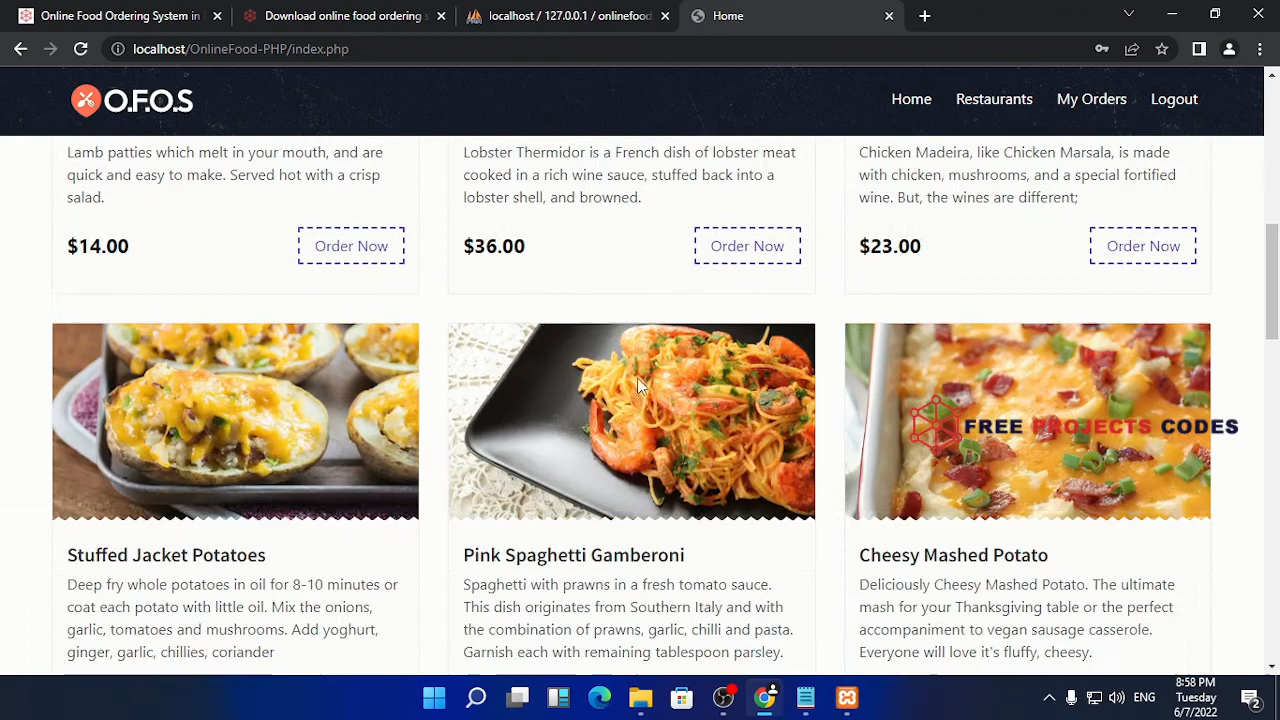 Online Food Ordering System in
Download online food ordering s
localhost / 127.0.0.1 / onlinefood
Home
localhost/OnlineFood-PHP/index.php
O.F.O.S
Home
Restaurants
My Orders
Logout
Lamb patties which melt in your mouth, and are
quick and easy to make. Served hot with a crisp
salad.
$14.00
Order Now
Lobster Thermidor is a French dish of lobster meat
cooked in a rich wine sauce, stuffed back into a
lobster shell, and browned.
$36.00
Order Now
Chicken Madeira, like Chicken Marsala, is made
with chicken, mushrooms, and a special fortified
wine. But, the wines are different;
$23.00
Order Now
FREE PROJECTS CODES
Stuffed Jacket Potatoes
Deep fry whole potatoes in oil for 8-10 minutes or
coat each potato with little oil. Mix the onions,
garlic, tomatoes and mushrooms. Add yoghurt,
ginger, garlic, chillies, coriander
Pink Spaghetti Gamberoni
Spaghetti with prawns in a fresh tomato sauce.
This dish originates from Southern Italy and with
the combination of prawns, garlic, chilli and pasta.
Garnish each with remaining tablespoon parsley.
Cheesy Mashed Potato
Deliciously Cheesy Mashed Potato. The ultimate
mash for your Thanksgiving table or the perfect
accompaniment to vegan sausage casserole.
Everyone will love it's fluffy, cheesy.
ENG
8:58 PM
Tuesday
6/7/2022
2